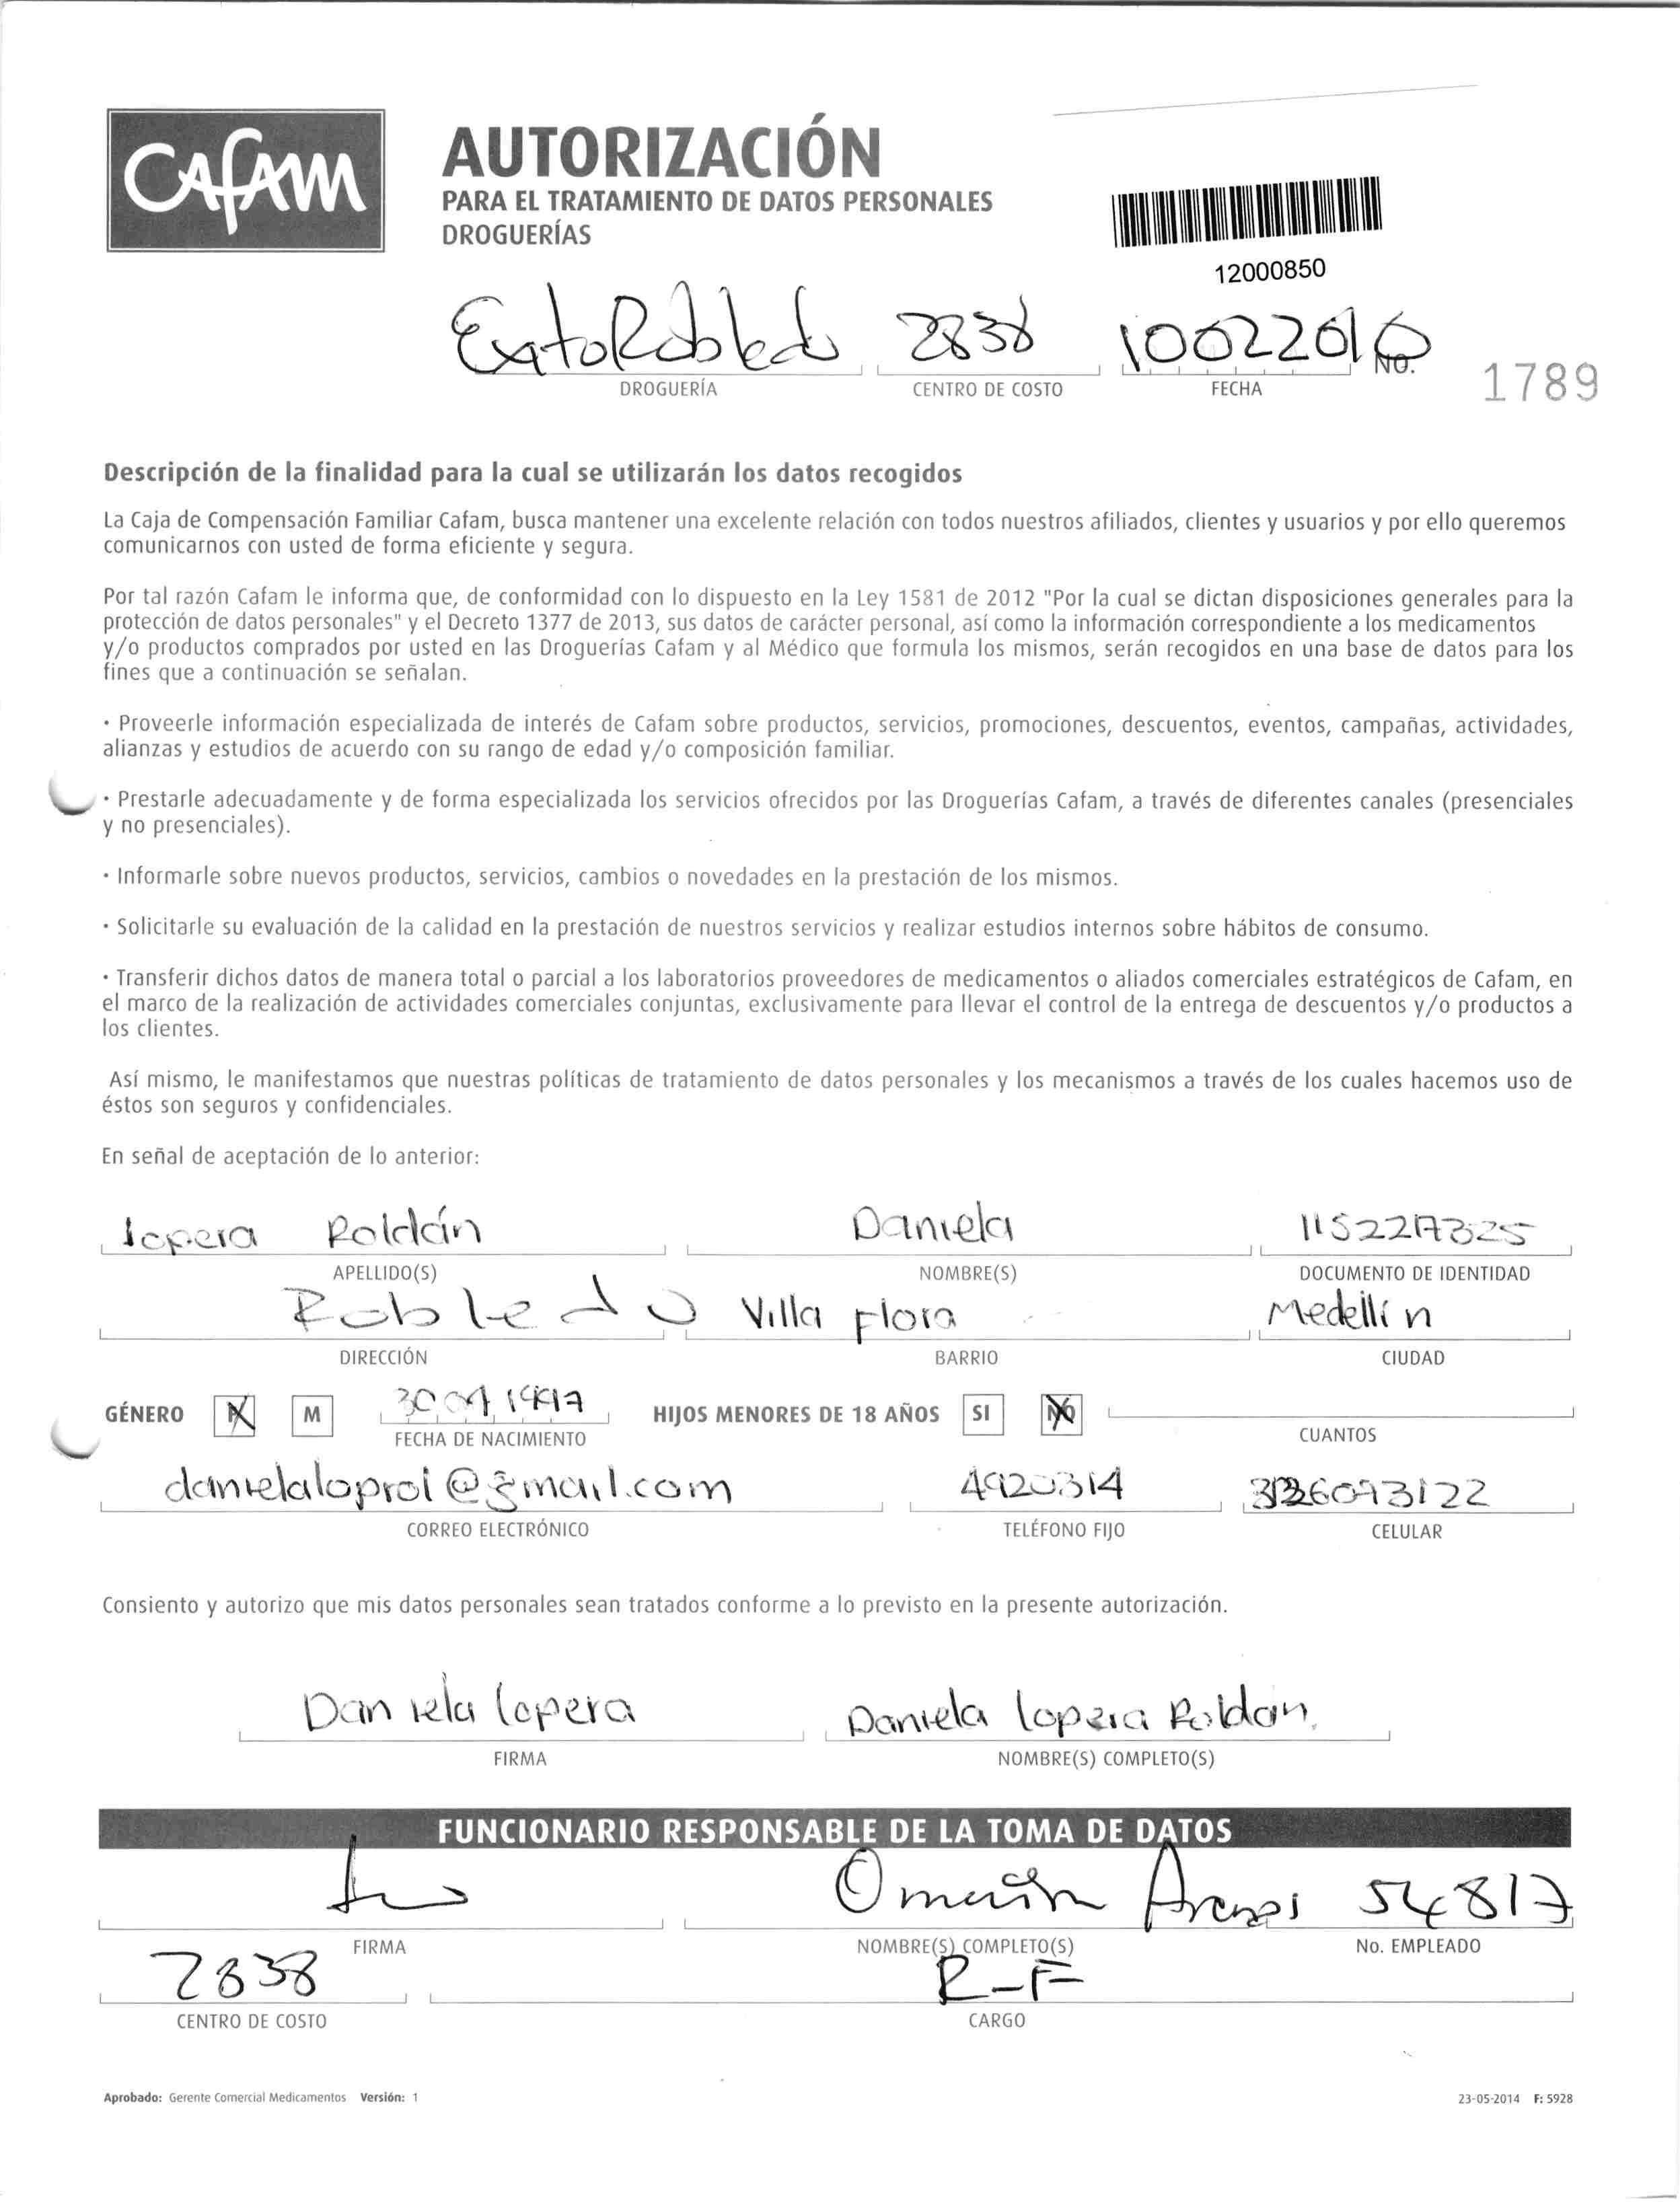 Cafam
AUTORIZACIÓN
PARA EL TRATAMIENTO DE DATOS PERSONALES
DROGUERÍAS
12000850
Exito Robledo 2838 10022016
DROGUERÍA CENTRO DE COSTO FECHA No. 1789
Descripción de la finalidad para la cual se utilizarán los datos recogidos
La Caja de Compensación Familiar Cafam, busca mantener una excelente relación con todos nuestros afiliados, clientes y usuarios y por ello queremos
comunicarnos con usted de forma eficiente y segura.
Por tal razón Cafam le informa que, de conformidad con lo dispuesto en la Ley 1581 de 2012 "Por la cual se dictan disposiciones generales para la
protección de datos personales" y el Decreto 1377 de 2013, sus datos de carácter personal, así como la información correspondiente a los medicamentos
y/o productos comprados por usted en las Droguerías Cafam y al Médico que formula los mismos, serán recogidos en una base de datos para los
fines que a continuación se señalan.
· Proveerle información especializada de interés de Cafam sobre productos, servicios, promociones, descuentos, eventos, campañas, actividades,
alianzas y estudios de acuerdo con su rango de edad y/o composición familiar.
· Prestarle adecuadamente y de forma especializada los servicios ofrecidos por las Droguerías Cafam, a través de diferentes canales (presenciales
y no presenciales).
· Informarle sobre nuevos productos, servicios, cambios o novedades en la prestación de los mismos.
· Solicitarle su evaluación de la calidad en la prestación de nuestros servicios y realizar estudios internos sobre hábitos de consumo.
· Transferir dichos datos de manera total o parcial a los laboratorios proveedores de medicamentos o aliados comerciales estratégicos de Cafam, en
el marco de la realización de actividades comerciales conjuntas, exclusivamente para llevar el control de la entrega de descuentos y/o productos a
los clientes.
Así mismo, le manifestamos que nuestras políticas de tratamiento de datos personales y los mecanismos a través de los cuales hacemos uso de
éstos son seguros y confidenciales.
En señal de aceptación de lo anterior:
lopera Roldán Daniela
APELLIDO(S) NOMBRE(S) DOCUMENTO DE IDENTIDAD
Robledo Villa flora Medellín
DIRECCIÓN BARRIO CIUDAD
GÉNERO M HIJOS MENORES DE 18 AÑOS SI NO
FECHA DE NACIMIENTO CUANTOS
danielaloprol@gmail.com 4920314
CORREO ELECTRÓNICO TELÉFONO FIJO CELULAR
Consiento y autorizo que mis datos personales sean tratados conforme a lo previsto en la presente autorización.
Daniela lopera Daniela lopera Roldan.
FIRMA NOMBRE(S) COMPLETO(S)
FUNCIONARIO RESPONSABLE DE LA TOMA DE DATOS
54817
FIRMA NOMBRE(S) COMPLETO(S) No. EMPLEADO
2838 R-F
CENTRO DE COSTO CARGO
Aprobado: Gerente Comercial Medicamentos Versión: 1 23-05-2014 F: 5928